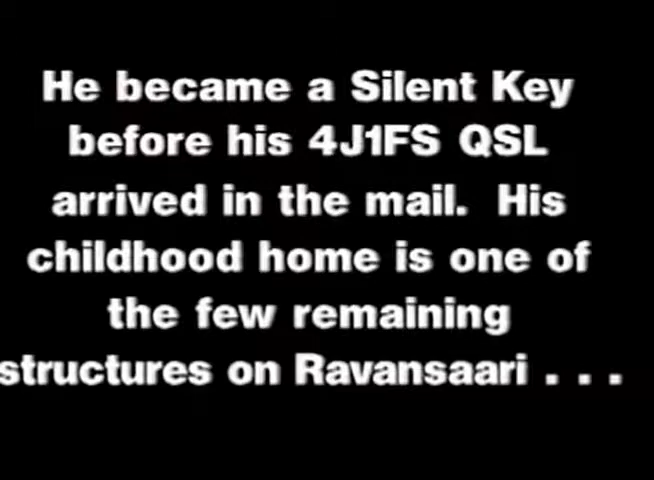 He became a Silent Key
before his 4J1FS QSL
arrived in the mail.  His
childhood home is one of
the few remaining
structures on Ravansaari . . .